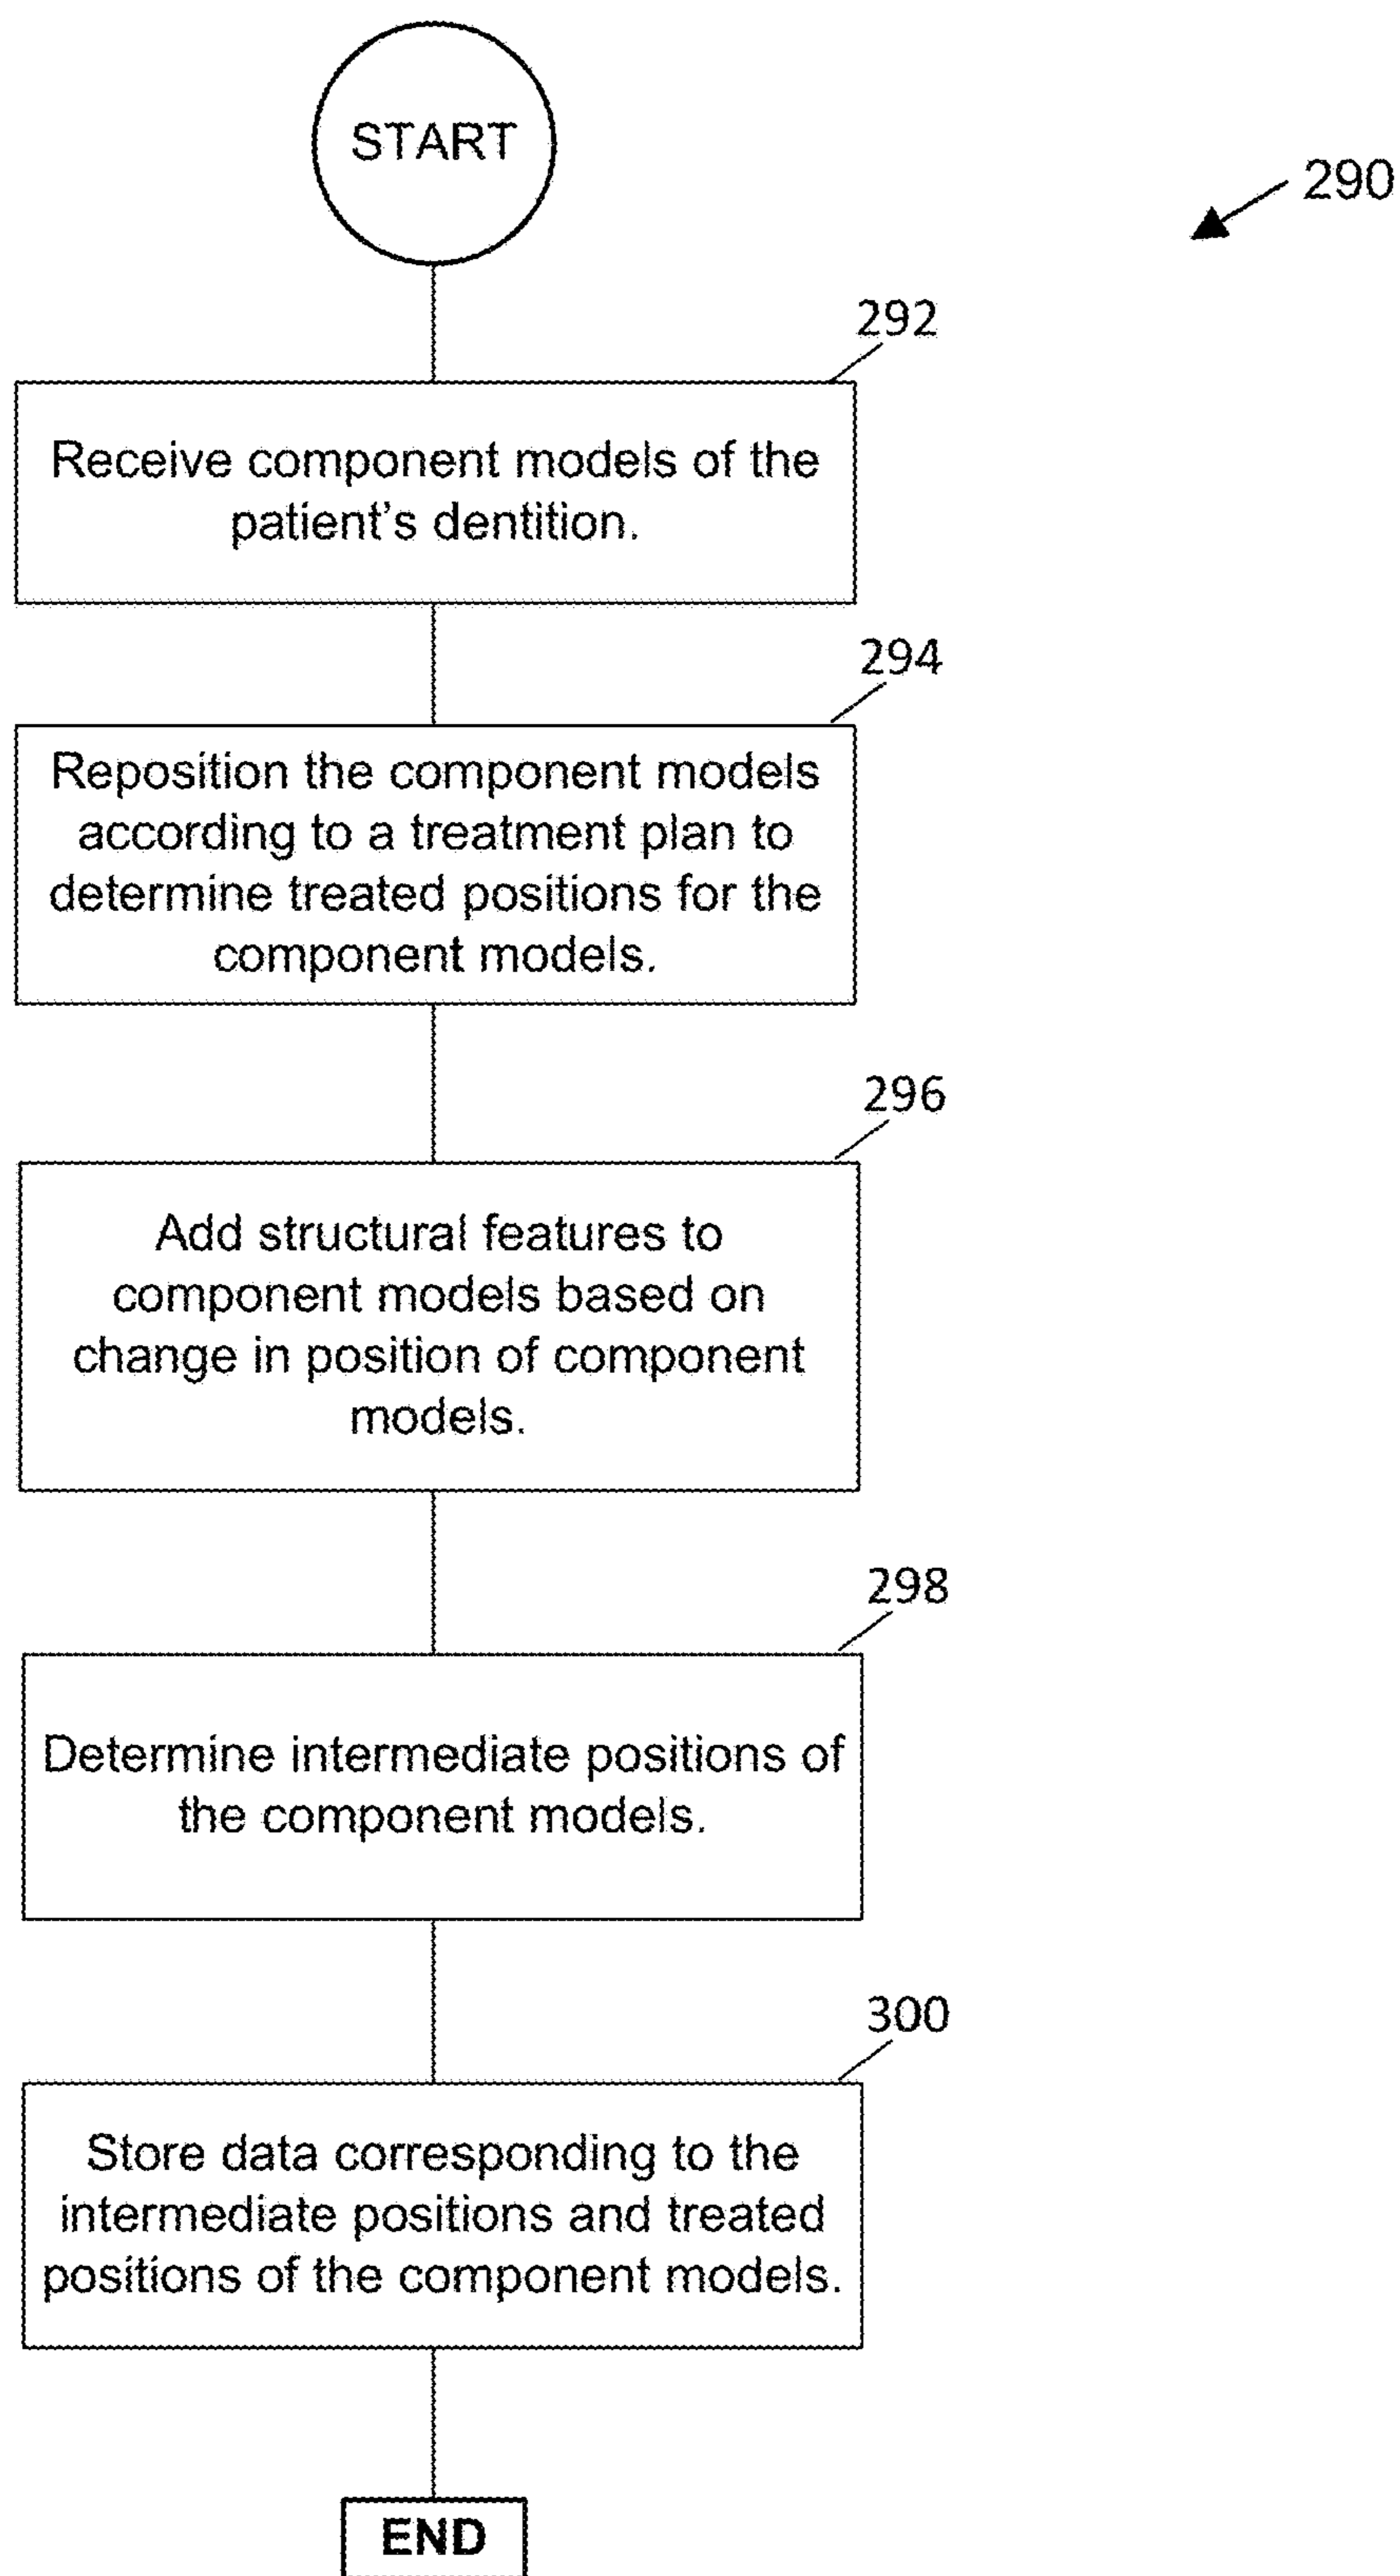 START
290
292
Receive component models of the
patient's dentition.
294
Reposition the component models
according to a treatment plan to
determine treated positions for the
component models.
296
Add structural features to
component models based on
change in position of component
models.
298
Determine intermediate positions of
the component models.
300
Store data corresponding to the
intermediate positions and treated
positions of the component models.
END